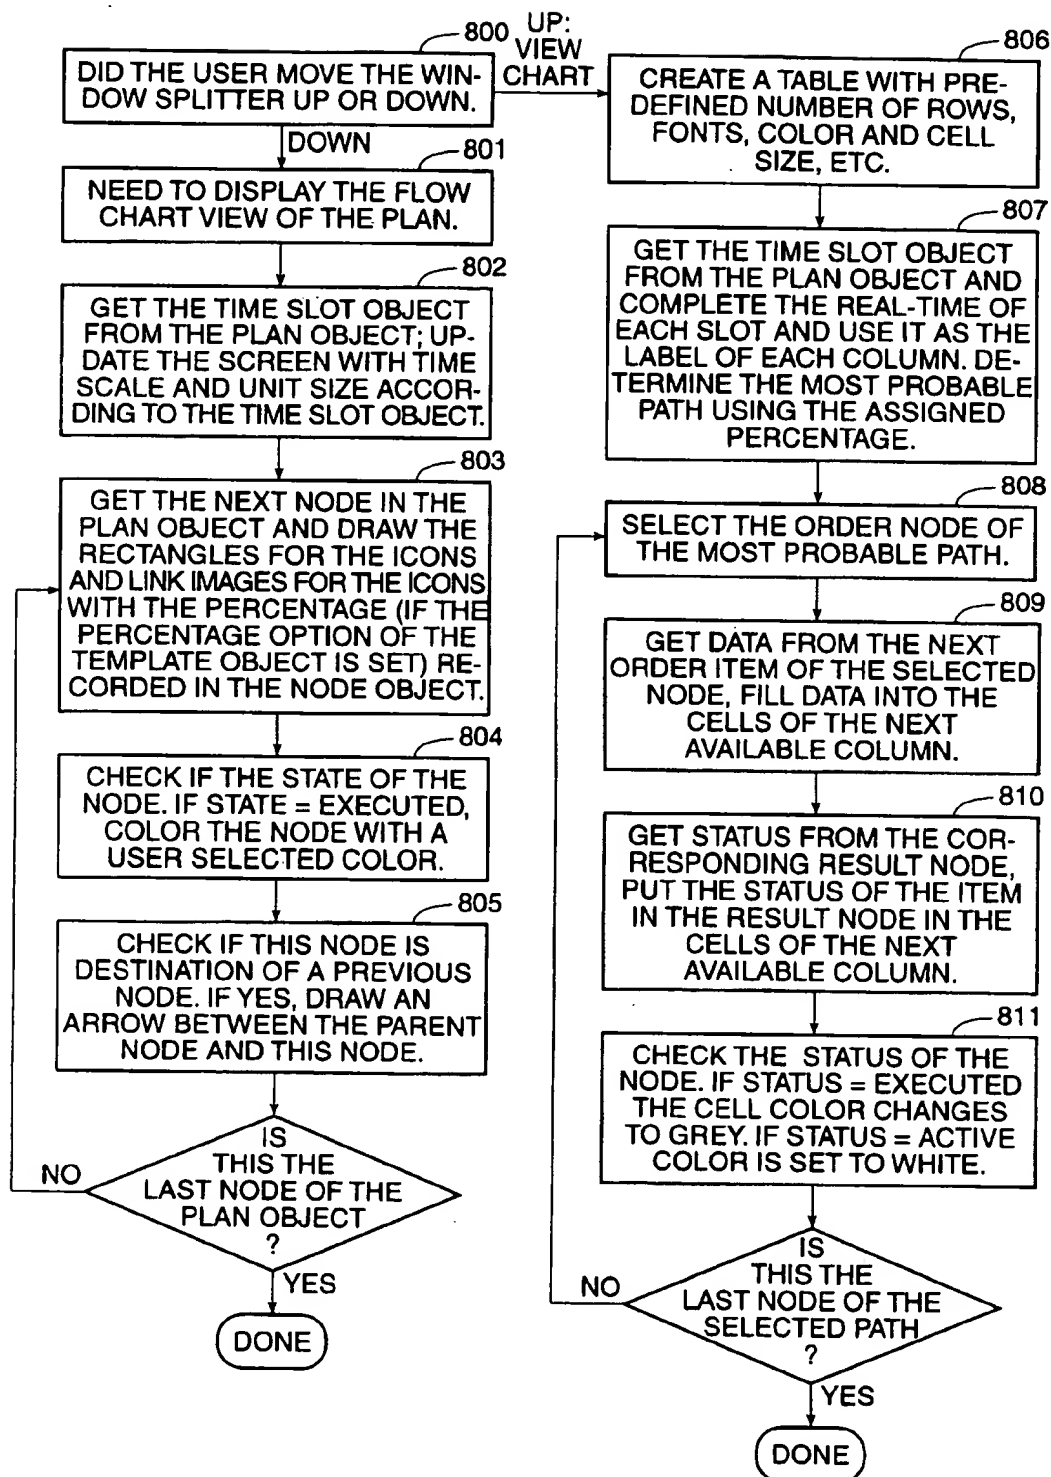 800
DID THE USER MOVE THE WIN-
DOW SPLITTER UP OR DOWN.
UP:
VIEW
CHART
DOWN
801
NEED TO DISPLAY THE FLOW
CHART VIEW OF THE PLAN.
802
GET THE TIME SLOT OBJECT
FROM THE PLAN OBJECT; UP-
DATE THE SCREEN WITH TIME
SCALE AND UNIT SIZE ACCOR-
DING TO THE TIME SLOT OBJECT.
803
GET THE NEXT NODE IN THE
PLAN OBJECT AND DRAW THE
RECTANGLES FOR THE ICONS
AND LINK IMAGES FOR THE ICONS
WITH THE PERCENTAGE (IF THE
PERCENTAGE OPTION OF THE
TEMPLATE OBJECT IS SET) RE-
CORDED IN THE NODE OBJECT.
804
CHECK IF THE STATE OF THE
NODE. IF STATE = EXECUTED,
COLOR THE NODE WITH A
USER SELECTED COLOR.
805
CHECK IF THIS NODE IS
DESTINATION OF A PREVIOUS
NODE. IF YES, DRAW AN
ARROW BETWEEN THE PARENT
NODE AND THIS NODE.
IS
THIS THE
LAST NODE OF THE
PLAN OBJECT
?
NO
YES
DONE
806
CREATE A TABLE WITH PRE-
DEFINED NUMBER OF ROWS,
FONTS, COLOR AND CELL
SIZE, ETC.
807
GET THE TIME SLOT OBJECT
FROM THE PLAN OBJECT AND
COMPLETE THE REAL-TIME OF
EACH SLOT AND USE IT AS THE
LABEL OF EACH COLUMN. DE-
TERMINE THE MOST PROBABLE
PATH USING THE ASSIGNED
PERCENTAGE.
808
SELECT THE ORDER NODE OF
THE MOST PROBABLE PATH.
809
GET DATA FROM THE NEXT
ORDER ITEM OF THE SELECTED
NODE, FILL DATA INTO THE
CELLS OF THE NEXT
AVAILABLE COLUMN.
810
GET STATUS FROM THE COR-
RESPONDING RESULT NODE,
PUT THE STATUS OF THE ITEM
IN THE RESULT NODE IN THE
CELLS OF THE NEXT
AVAILABLE COLUMN.
811
CHECK THE STATUS OF THE
NODE. IF STATUS = EXECUTED
THE CELL COLOR CHANGES
TO GREY. IF STATUS = ACTIVE
COLOR IS SET TO WHITE.
IS
THIS THE
LAST NODE OF THE
SELECTED PATH
?
NO
YES
DONE